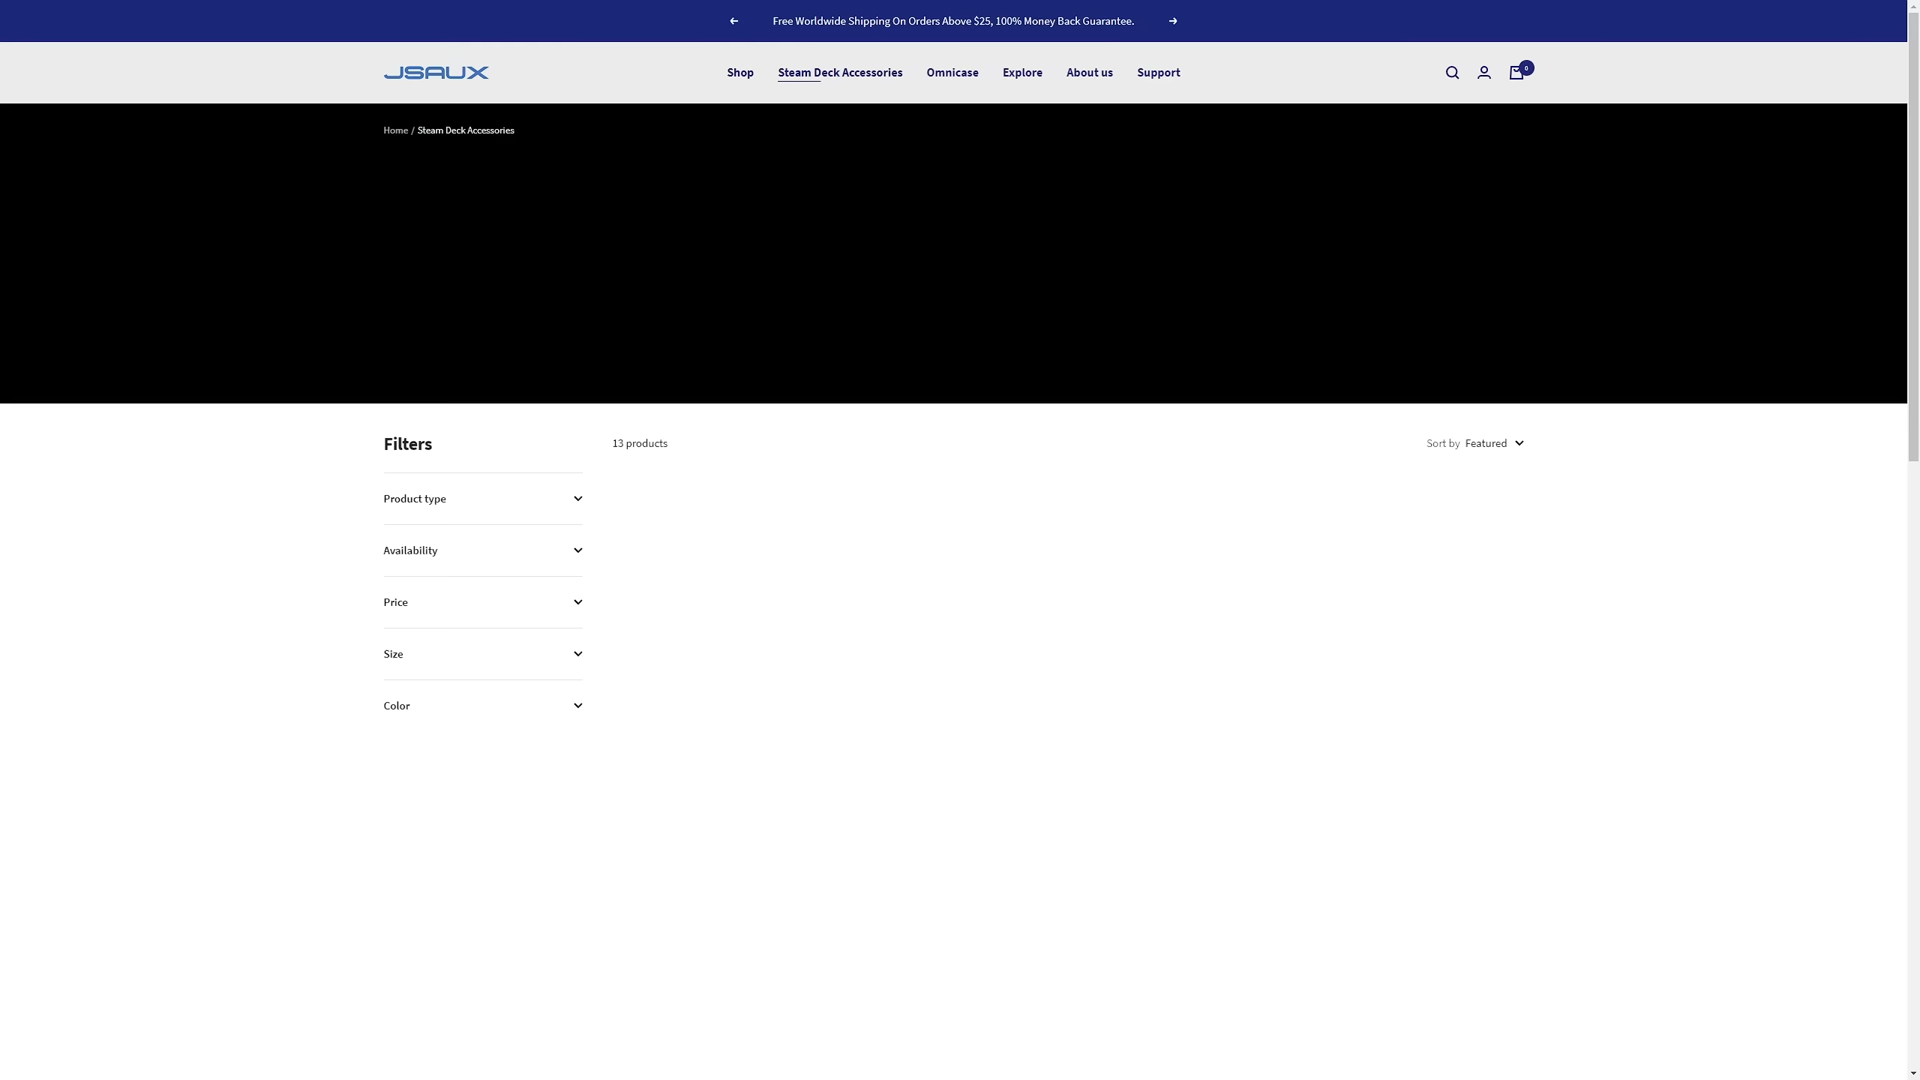 Free Worldwide Shipping On Orders Above $25, 100% Money Back Guarantee.
JSAUX
Shop
Steam Deck Accessories
Omnicase
Explore
About us
Support
0
Home / Steam Deck Accessories
Filters
13 products
Sort by Featured
Product type
Availability
Price
Size
Color